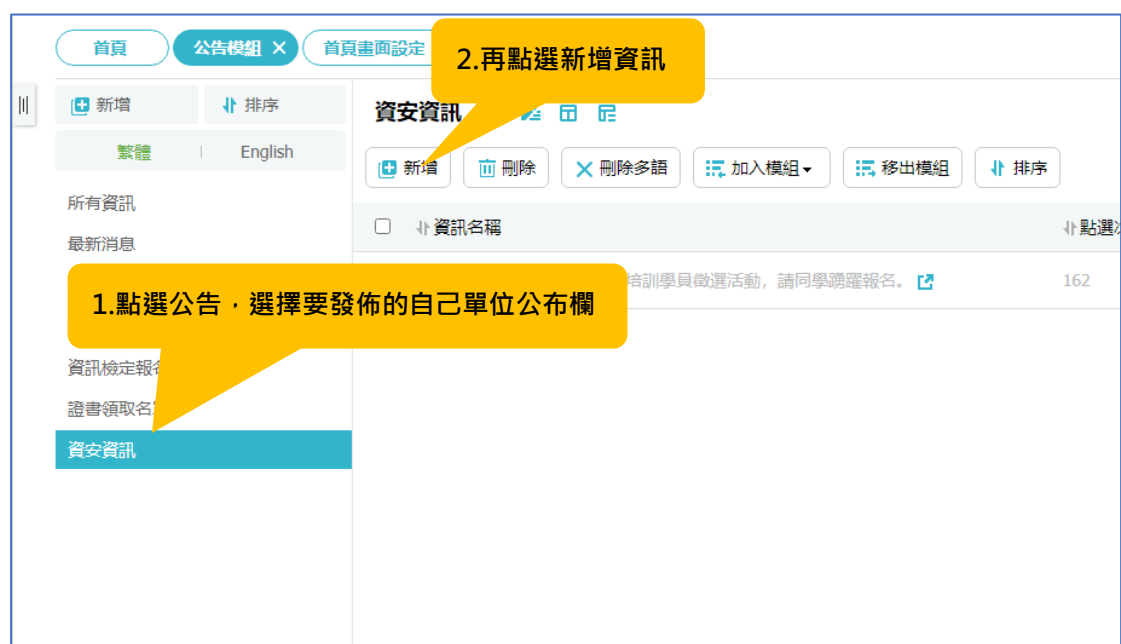 首頁
公告模組 X
首頁畫面設定
2.再點選新增資訊
新增
排序
繁體
English
資安資訊
新增
刪除
刪除多語
加入模組
移出模組
排序
所有資訊
最新消息
資訊名稱
點選
培訓學員徵選活動，請同學踴躍報名。
162
1.點選公告，選擇要發佈的自己單位公布欄
資訊檢定報名
證書領取名
資安資訊